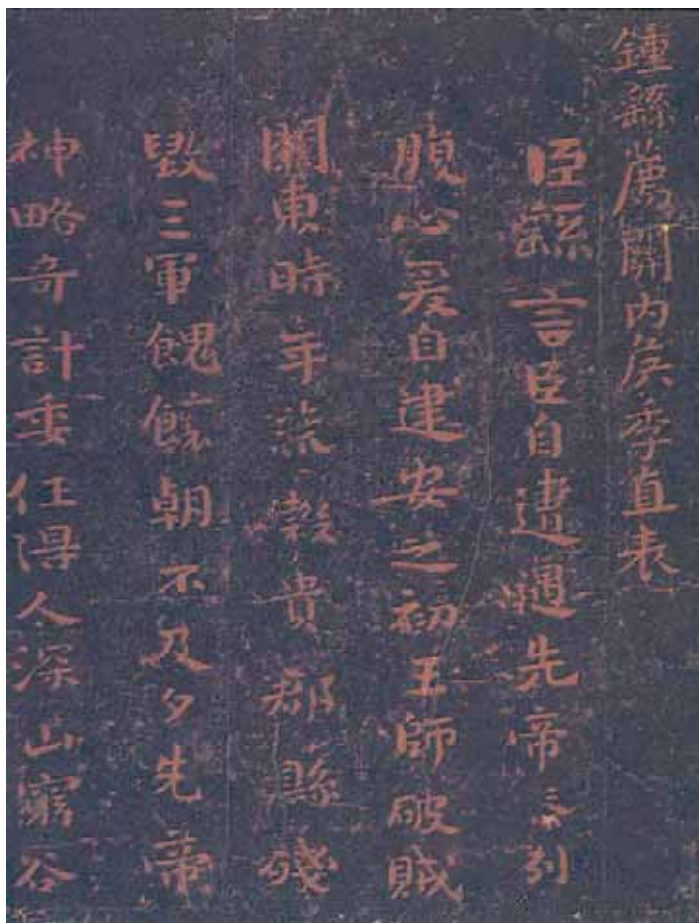 鍾繇薦關内侯季直表
臣繇言臣自遭遇先帝忝列
腹心爰自建安之初王師破賊
關東時年荒穀貴郡縣殘
毀三軍餽饟朝不及夕先帝
神略奇計委任得人深山窮谷